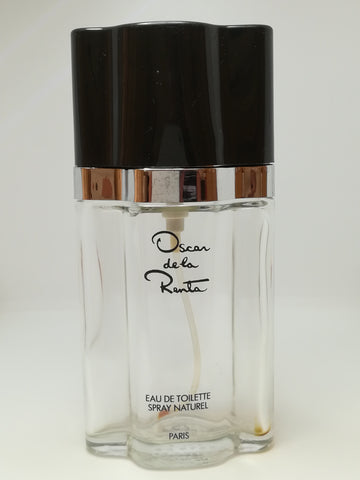 Oscar
de la
Renta
EAU DE TOILETTE
SPRAY NATUREL
PARIS